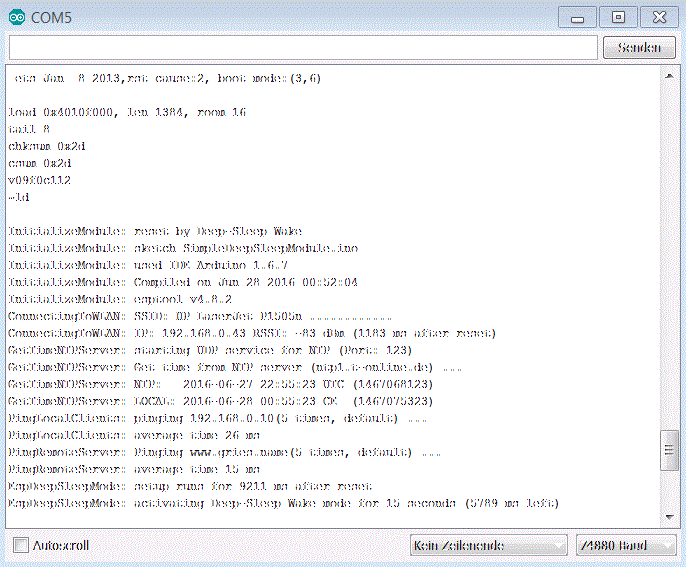 COM5
Senden
ets Jan  8 2013,rst cause:2, boot mode:(3,6)
load 0x4010f000, len 1384, room 16
tail 8
chksum 0x2d
csum 0x2d
v09f0c112
~ld
InitializeModule: reset by Deep-Sleep Wake
InitializeModule: sketch SimpleDeepSleepModule.ino
InitializeModule: used IDE Arduino 1.6.7
InitializeModule: Compiled on Jun 28 2016 00:52:04
InitializeModule: esptool v4.8.2
ConnectingToWLAN: SSID: HP LaserJet P1505n ..............
ConnectingToWLAN: IP: 192.168.0.43 RSSI: -83 dBm (1183 ms after reset)
GetTimeNTPServer: starting UDP service for NTP (Port: 123)
GetTimeNTPServer: Get time from NTP server (ntp1.t-online.de) ...
GetTimeNTPServer: NTP:   2016-06-27 22:55:23 UTC (1467068123)
GetTimeNTPServer: LOCAL: 2016-06-28 00:55:23 CE  (1467075323)
PingLocalClients: pinging 192.168.0.10(5 times, default) ...
PingLocalClients: average time 26 ms
PingRemoteServer: Pinging www.gries.name(5 times, default) ...
PingRemoteServer: average time 15 ms
EspDeepSleepMode: setup runs for 9211 ms after reset
EspDeepSleepMode: activating Deep-Sleep Wake mode for 15 seconds (5789 ms left)
Autoscroll
Kein Zeilenende
74880 Baud